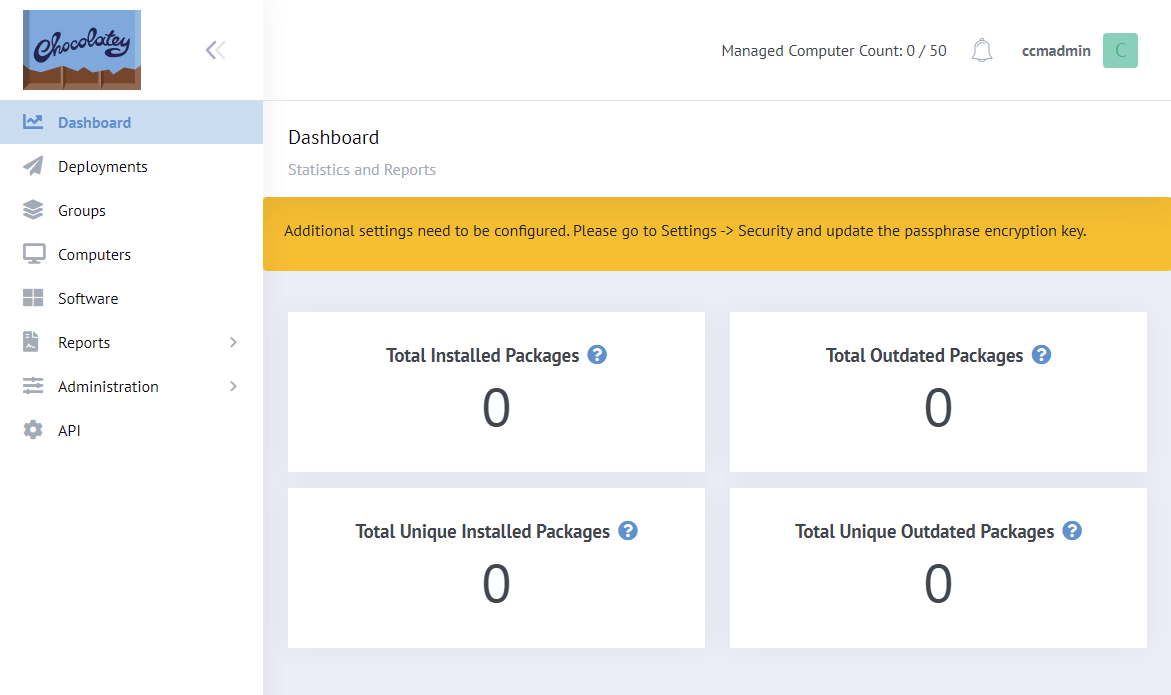 Chocolatey
Managed Computer Count: 0 / 50
ccmadmin
C
Dashboard
Deployments
Groups
Computers
Software
Reports
Administration
API
Dashboard
Statistics and Reports
Additional settings need to be configured. Please go to Settings -> Security and update the passphrase encryption key.
Total Installed Packages ?
0
Total Outdated Packages ?
0
Total Unique Installed Packages ?
0
Total Unique Outdated Packages ?
0